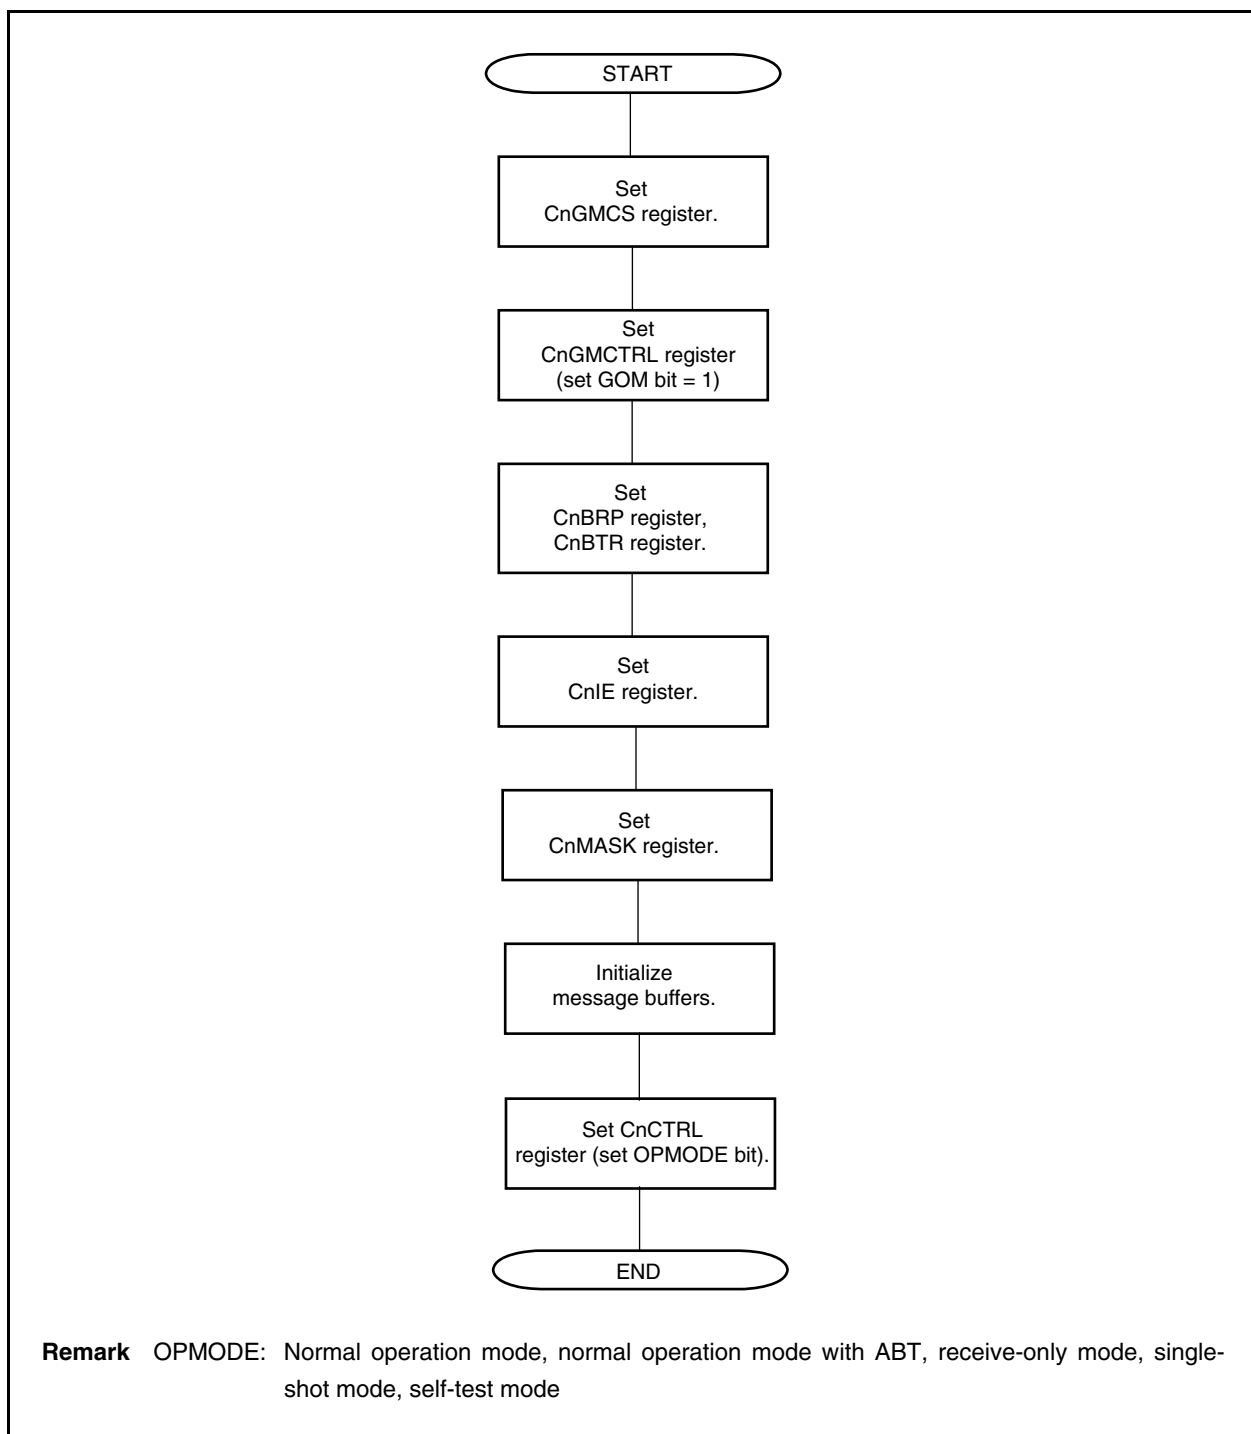 START
Set
CnGMCS register.
Set
CnGMCTRL register
(set GOM bit = 1)
Set
CnBRP register,
CnBTR register.
Set
CnIE register.
Set
CnMASK register.
Initialize
message buffers.
Set CnCTRL
register (set OPMODE bit).
END
Remark OPMODE: Normal operation mode, normal operation mode with ABT, receive-only mode, single-
shot mode, self-test mode